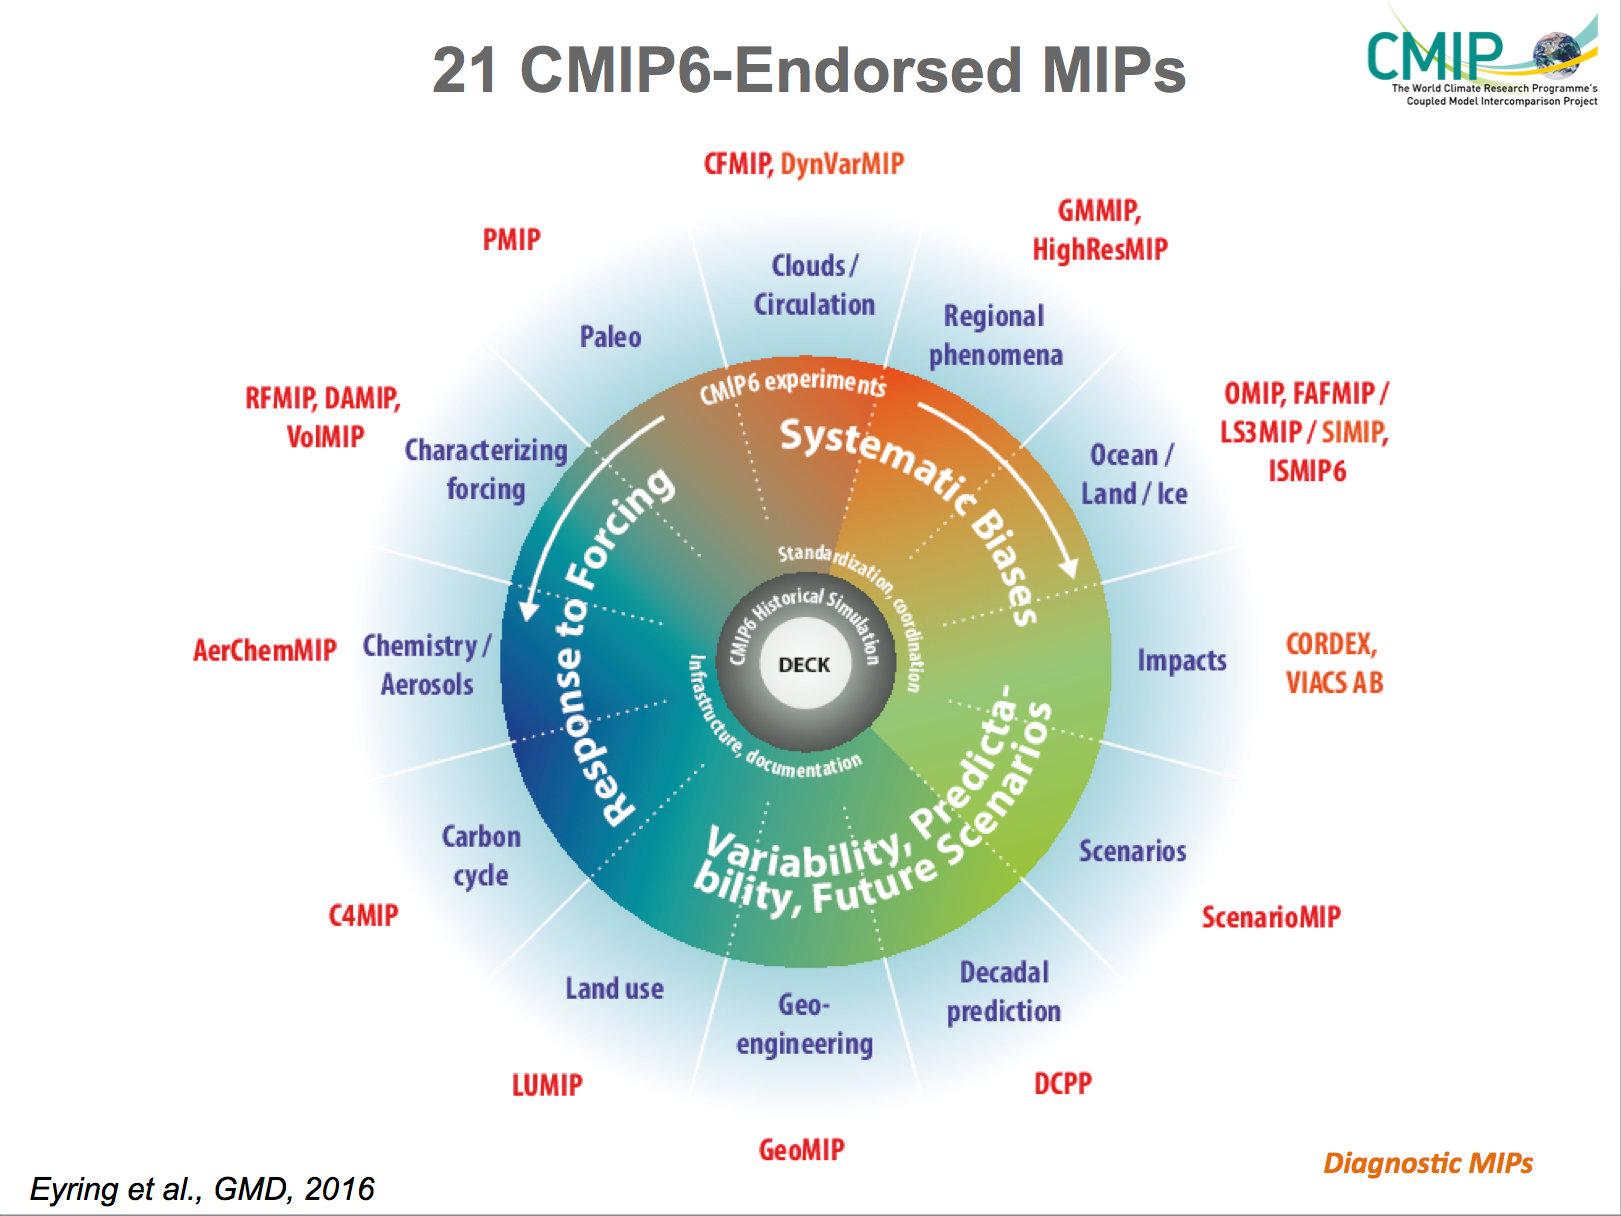 21 CMIP6-Endorsed MIPs
CMIP
The World Climate Research Programme's
Coupled Model Intercomparison Project
CFMIP, DynVarMIP
GMMIP,
HighResMIP
PMIP
Clouds /
Circulation
Regional
phenomena
Paleo
OMIP, FAFMIP /
LS3MIP / SIMIP,
ISMIP6
RFMIP, DAMIP,
VolMIP
Characterizing
forcing
Ocean /
Land / Ice
CMIP6 experiments
Systematic Biases
Response to Forcing
Standardization, coordination
CMIP6 Historical Simulation
DECK
Infrastructure, documentation
Variability, Predicta-
bility, Future Scenarios
AerChemMIP
Chemistry /
Aerosols
Impacts
CORDEX,
VIACS AB
Carbon
cycle
Scenarios
C4MIP
ScenarioMIP
Land use
Geo-
engineering
Decadal
prediction
LUMIP
DCPP
GeoMIP
Diagnostic MIPs
Eyring et al., GMD, 2016